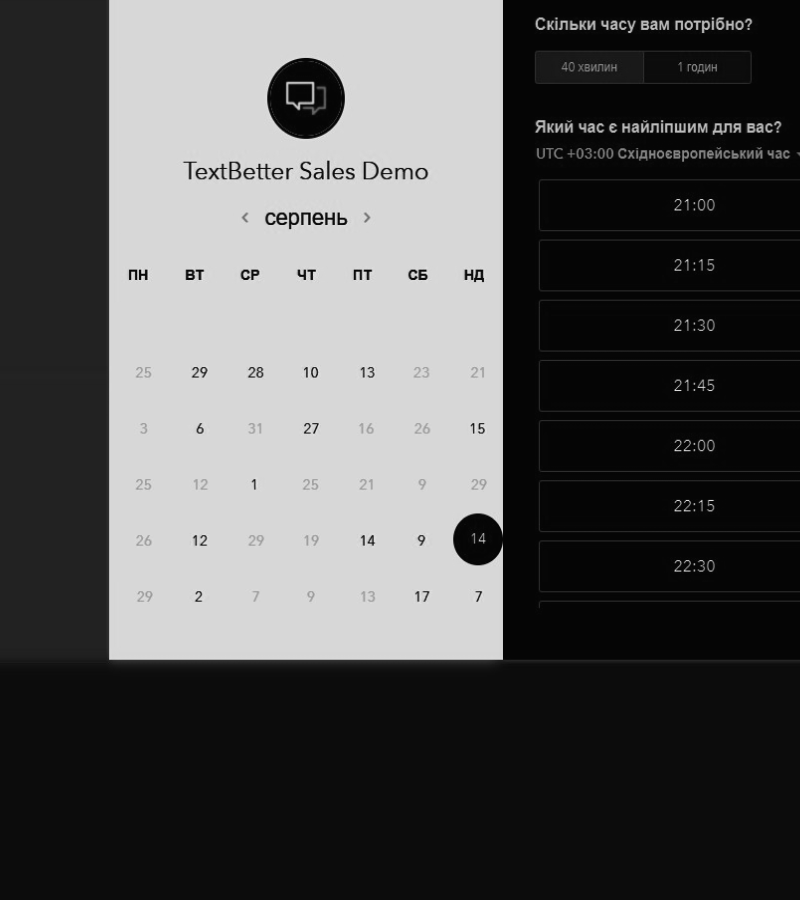 TextBetter Sales Demo
серпень
ПН ВТ СР ЧТ ПТ СБ НД
25 29 28 10 13 23 21
3 6 31 27 16 26 15
25 12 1 25 21 9 29
26 12 29 19 14 9 14
29 2 7 9 13 17 7
Скільки часу вам потрібно?
40 хвилин 1 годин
Який час є найліпшим для вас?
UTC +03:00 Східноєвропейський час
21:00
21:15
21:30
21:45
22:00
22:15
22:30